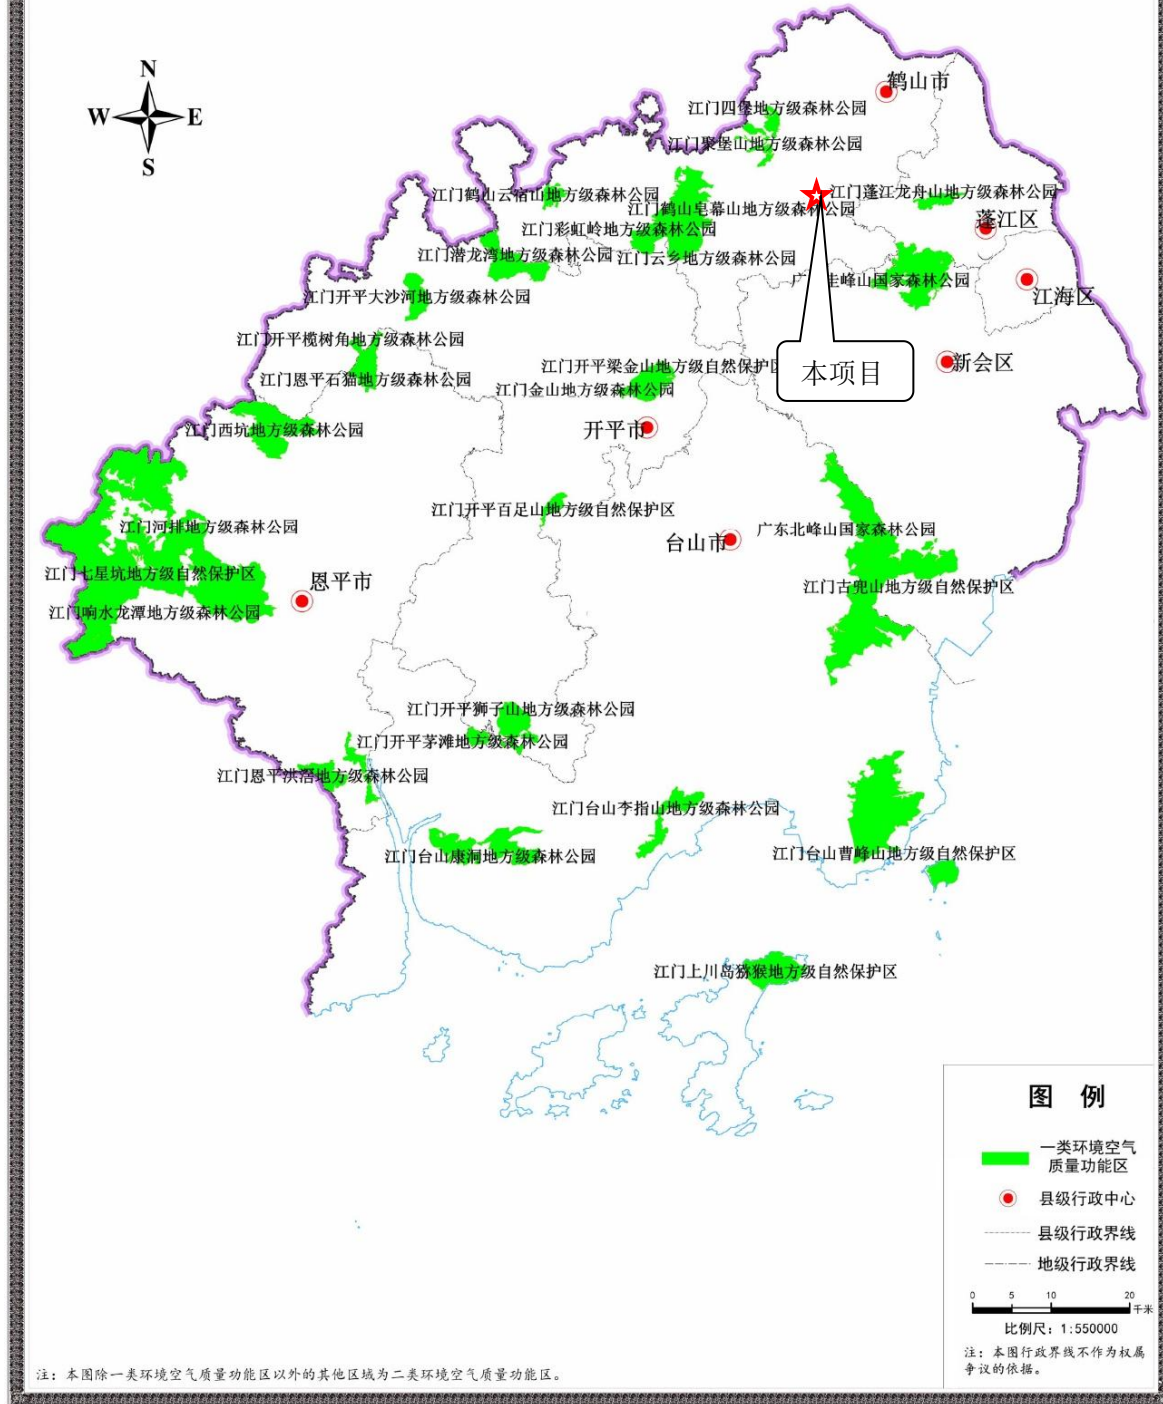 N
W E
S
鹤山市
江门四堡地方级森林公园
江门聚堡山地方级森林公园
江门鹤山云宿山地方级森林公园
江门蓬江龙舟山地方级森林公园
江门鹤山皂幕山地方级森林公园
蓬江区
江门彩虹岭地方级森林公园
江门潜龙湾地方级森林公园
江门云乡地方级森林公园
广 圭峰山国家森林公园
江门开平大沙河地方级森林公园
江海区
江门开平榄树角地方级森林公园
新会区
江门开平梁金山地方级自然保护区
本项目
江门恩平石猫地方级森林公园
江门金山地方级森林公园
江门西坑地方级森林公园
开平市
江门开平百足山地方级自然保护区
江门河排地方级森林公园
广东北峰山国家森林公园
台山市
江门七星坑地方级自然保护区
恩平市
江门古兜山地方级自然保护区
江门响水龙潭地方级森林公园
江门开平狮子山地方级森林公园
江门开平茅滩地方级森林公园
江门恩平洪滘地方级森林公园
江门台山李指山地方级森林公园
江门台山康洞地方级森林公园
江门台山曹峰山地方级自然保护区
江门上川岛猕猴地方级自然保护区
图 例
一类环境空气
质量功能区
县级行政中心
县级行政界线
地级行政界线
0 5 10 20
千米
比例尺：1:550000
注：本图行政界线不作为权属
争议的依据。
注：本图除一类环境空气质量功能区以外的其他区域为二类环境空气质量功能区。